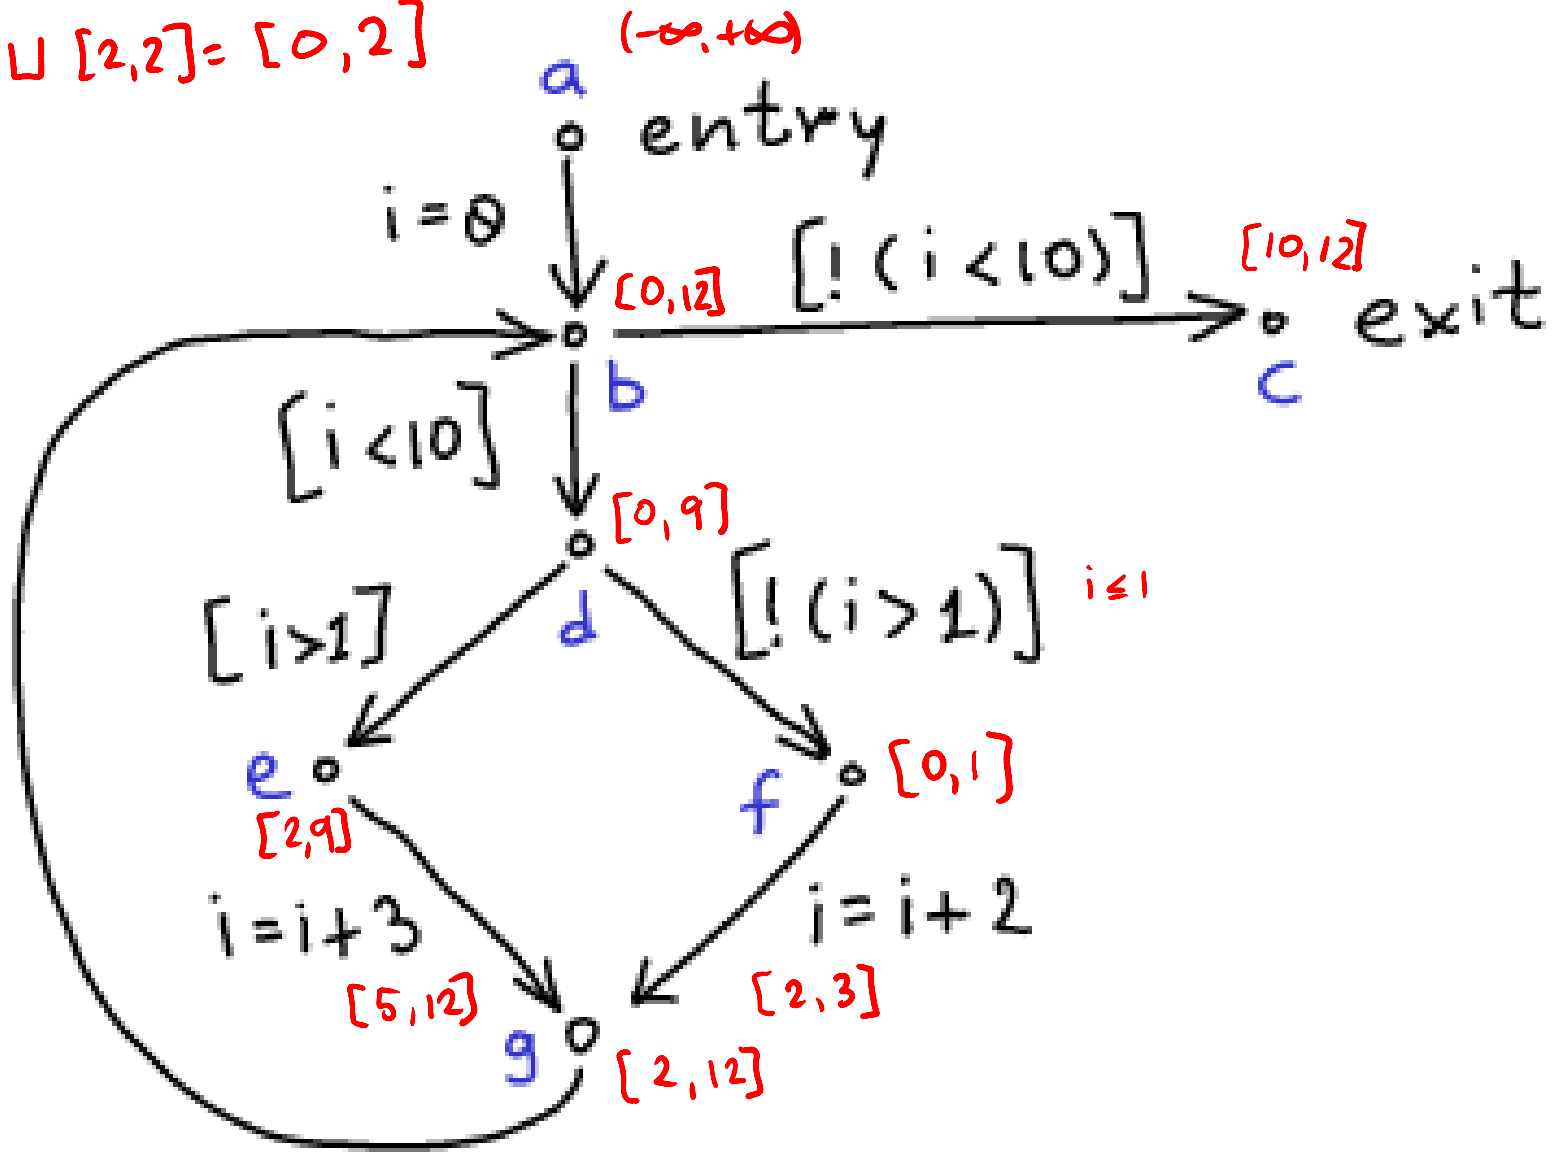 ⊔ [2,2]= [0,2]
(-∞,+∞)
a
entry
i=0
[!(i<10)]
[10,12]
[0,12]
exit
b
c
[i<10]
[0,9]
[i>1]
d
[!(i>1)]
i≤1
e
[2,9]
f
[0,1]
i=i+3
i=i+2
[5,12]
[2,3]
g
[2,12]